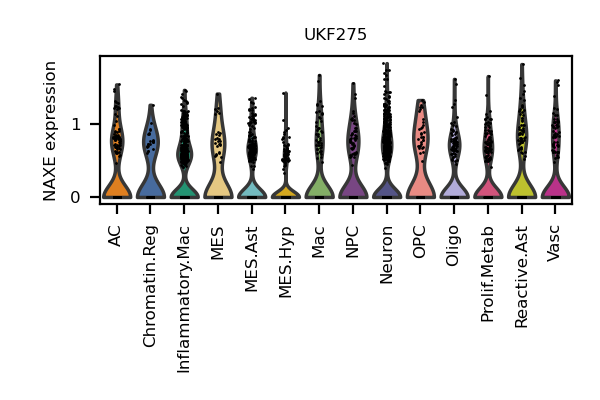 UKF275
NAXE expression
1
0
AC
Chromatin.Reg
Inflammatory.Mac
MES
MES.Ast
MES.Hyp
Mac
NPC
Neuron
OPC
Oligo
Prolif.Metab
Reactive.Ast
Vasc